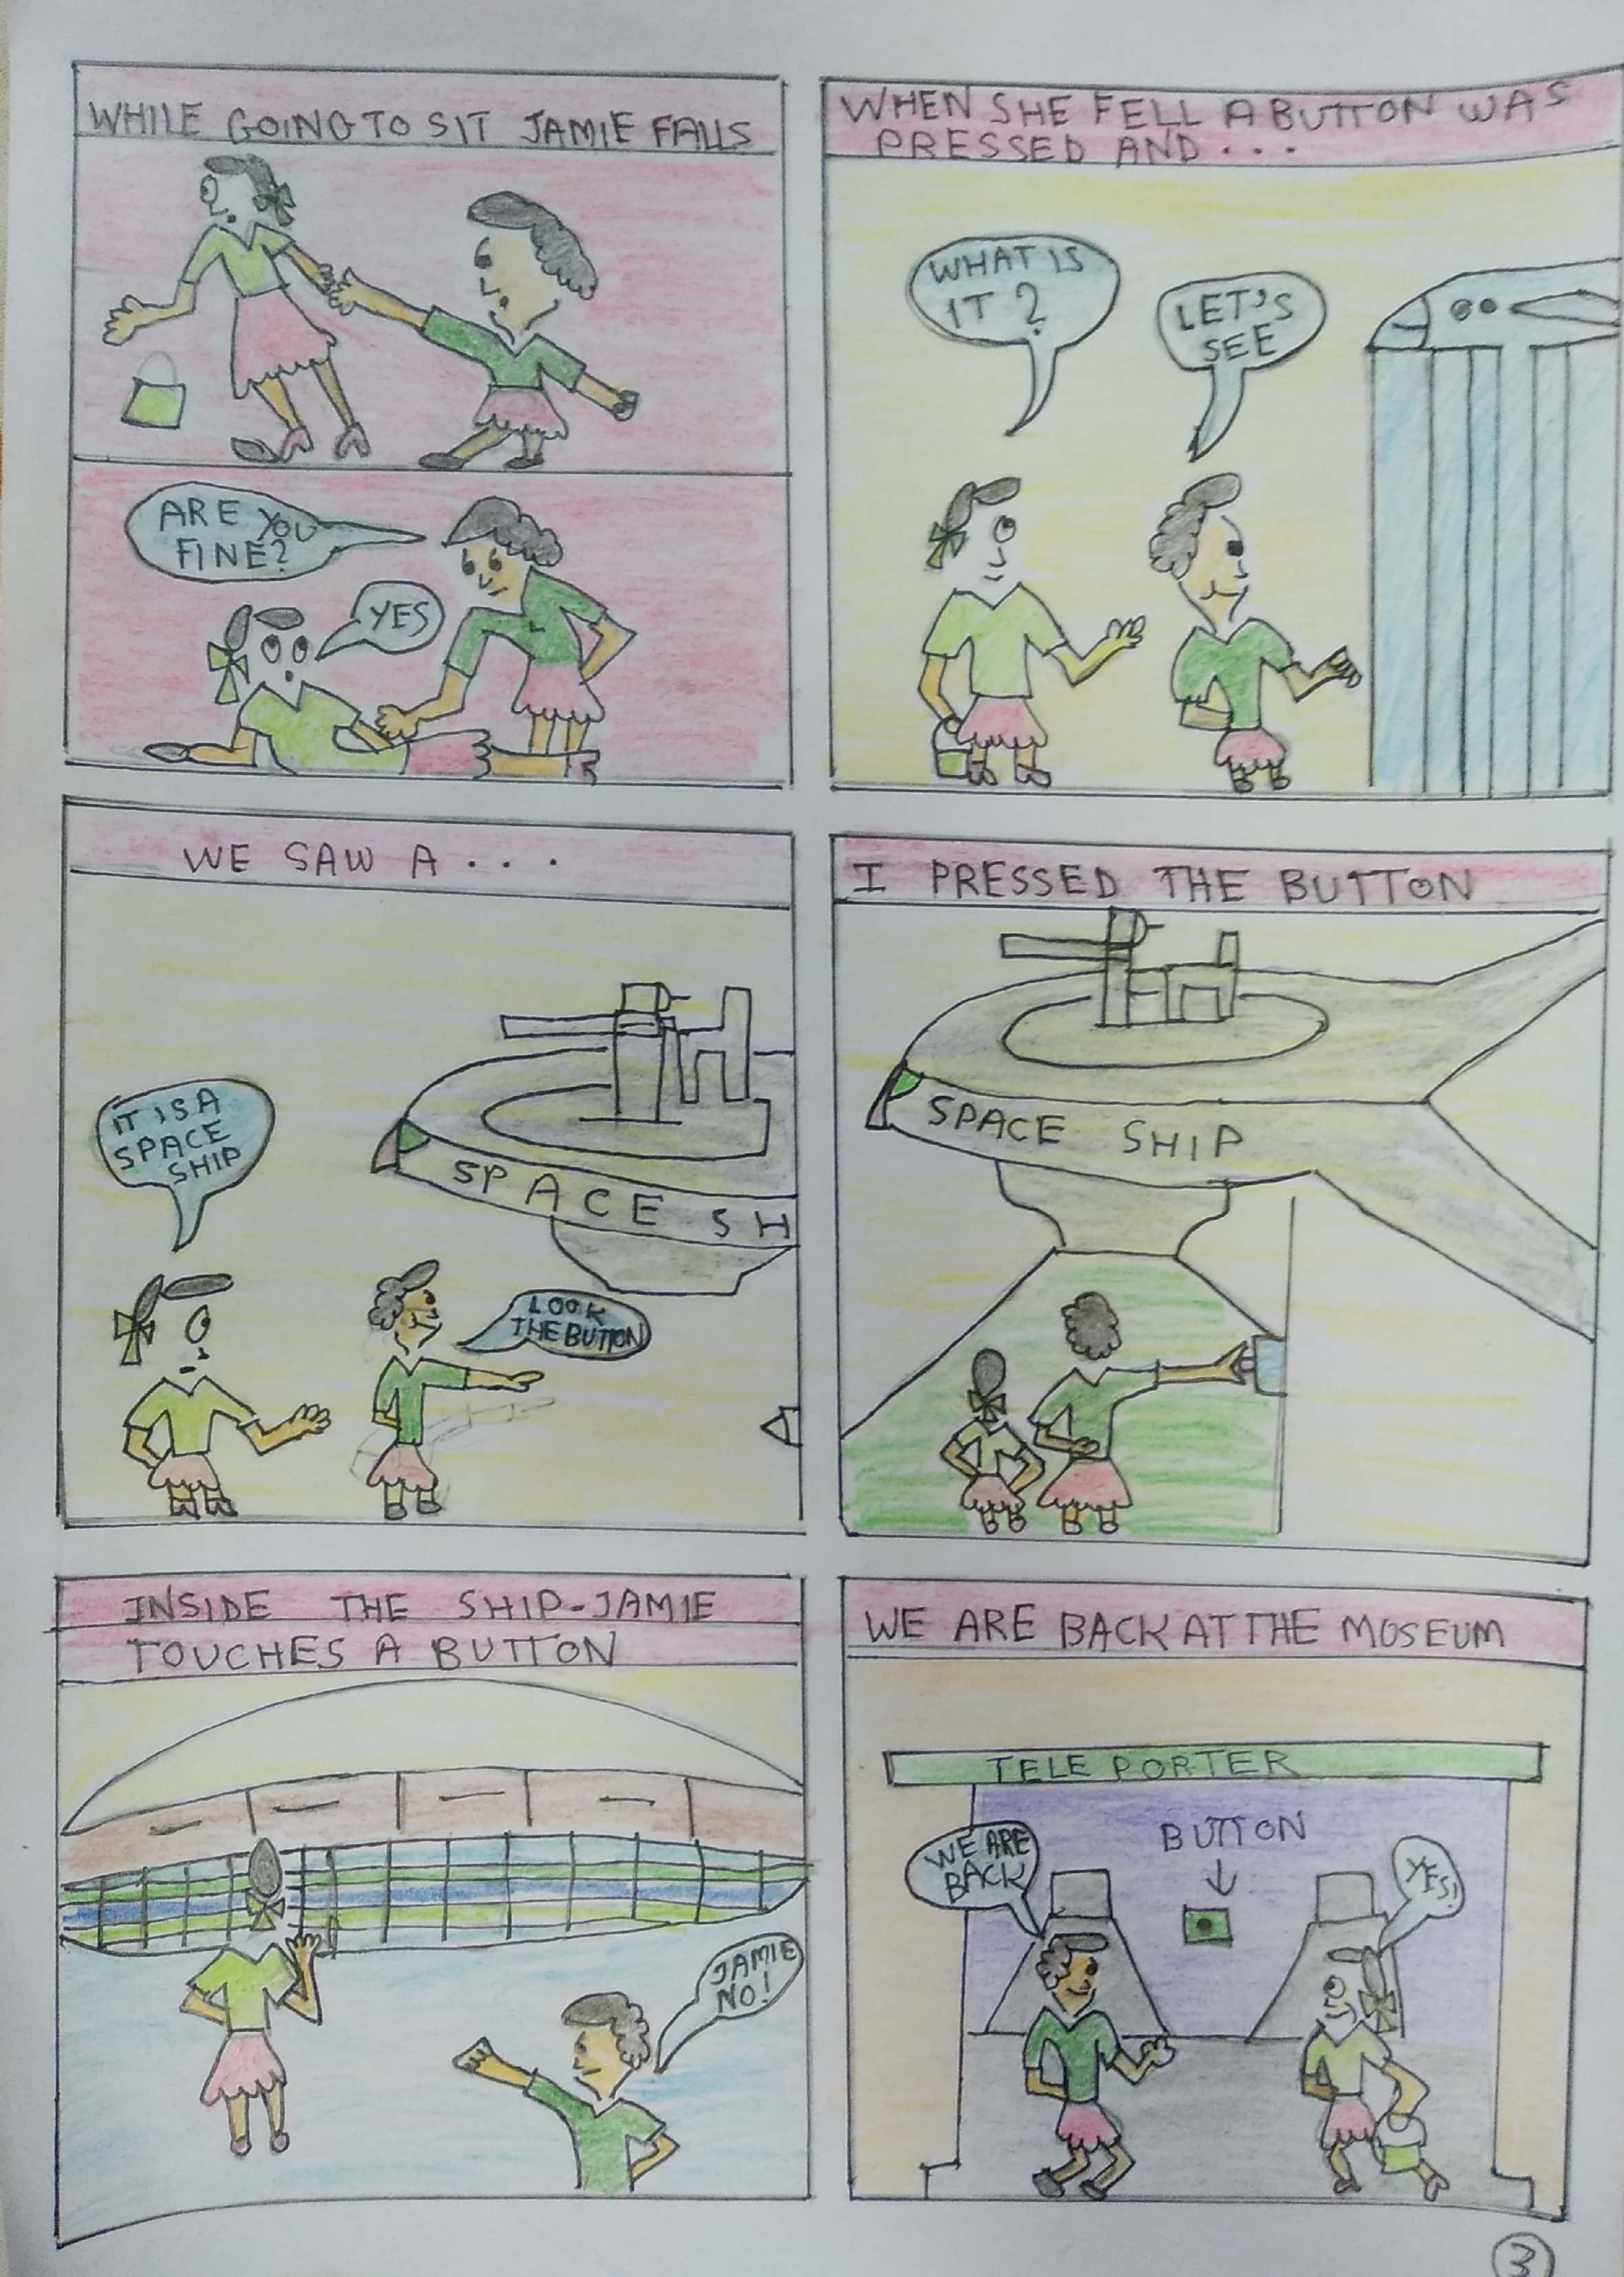 WHILE GOING TO SIT JAMIE FALLS
ARE YOU
FINE?
YES
WHEN SHE FELL A BUTTON WAS
PRESSED AND...
WHAT IS
IT?
LET'S
SEE
WE SAW A...
IT IS A
SPACE
SHIP
SPACE SH
LOOK
THE BUTTON
I PRESSED THE BUTTON
SPACE SHIP
INSIDE THE SHIP-JAMIE
TOUCHES A BUTTON
JAMIE
NO!
WE ARE BACK AT THE MUSEUM
TELE PORTER
WE ARE
BACK
BUTTON
YES!
3